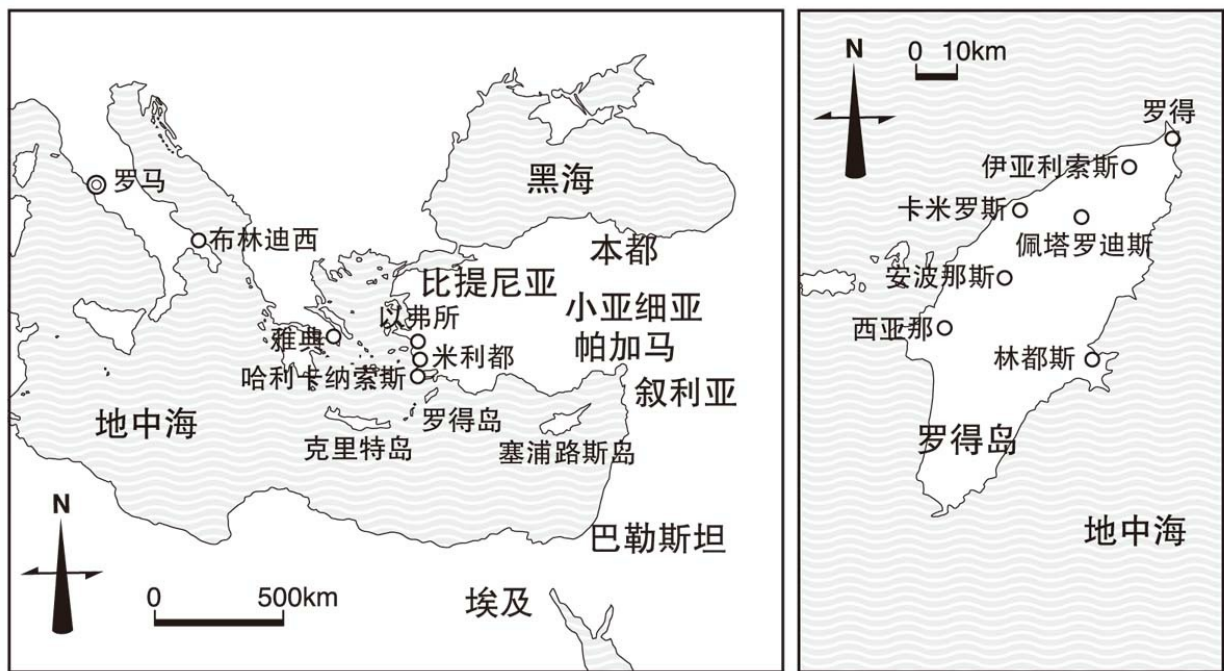 黑海
罗马
布林迪西
本都
比提尼亚
小亚细亚
以弗所
雅典
帕加马
米利都
哈利卡纳索斯
叙利亚
地中海
罗得岛
克里特岛
塞浦路斯岛
N
巴勒斯坦
0 500km
埃及
N
0 10km
罗得
伊亚利索斯
卡米罗斯
佩塔罗迪斯
安波那斯
西亚那
林都斯
罗得岛
地中海